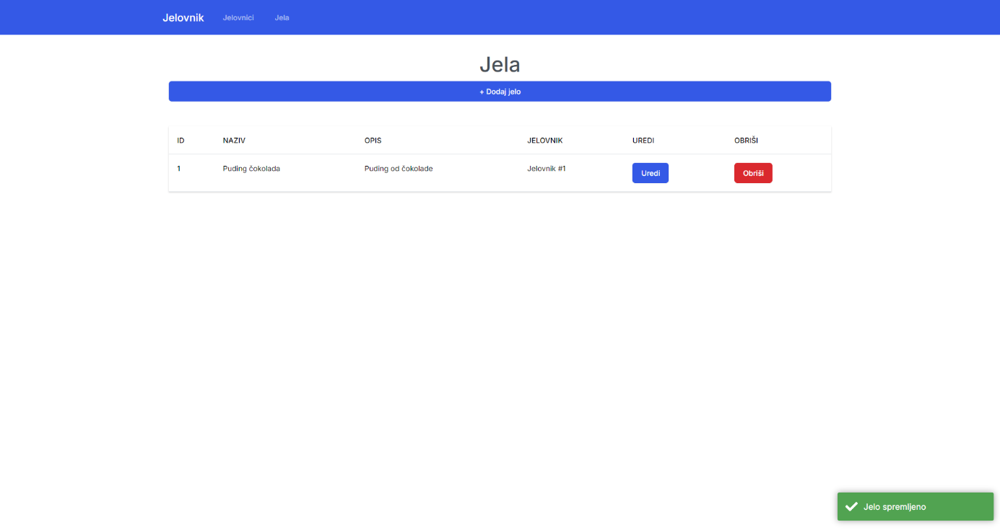 Jelovnik Jelovnici Jela
Jela
+ Dodaj jelo
ID NAZIV OPIS JELOVNIK UREDI OBRIŠI
1 Puding čokolada Puding od čokolade Jelovnik #1 Uredi Obriši
Jelo spremljeno